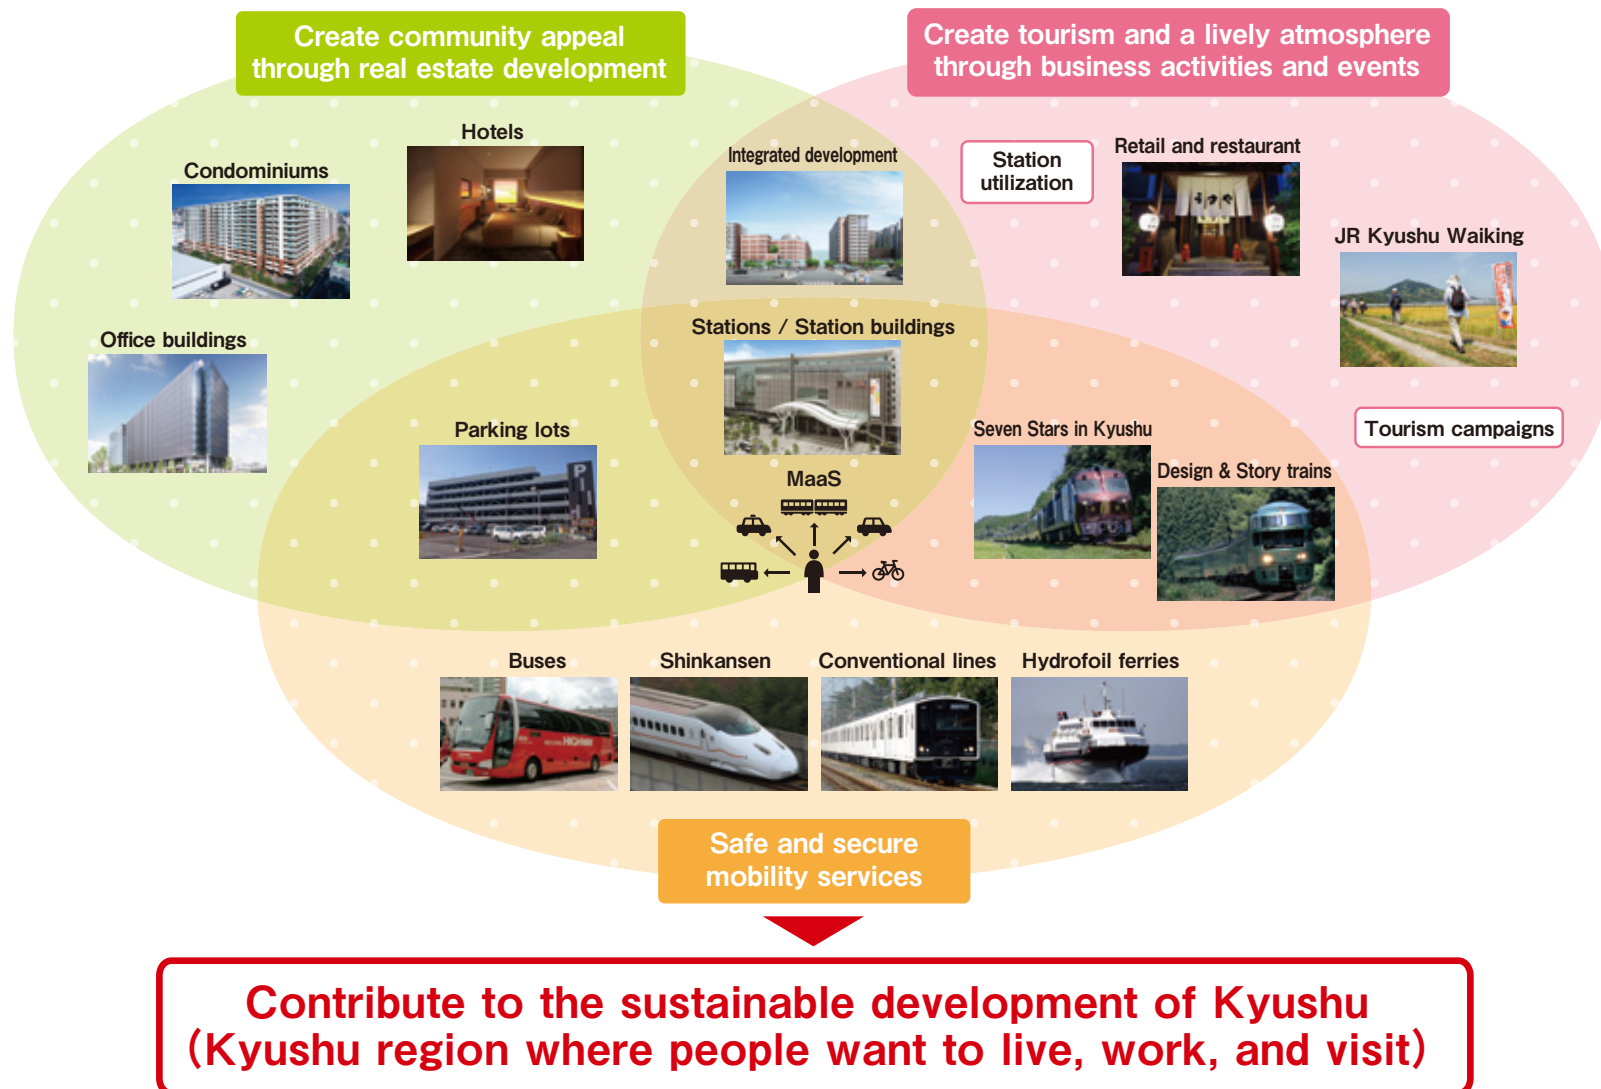 Create community appeal
through real estate development
Create tourism and a lively atmosphere
through business activities and events
Hotels
Condominiums
Integrated development
Station
utilization
Retail and restaurant
JR Kyushu Waiking
Office buildings
Stations / Station buildings
Parking lots
Seven Stars in Kyushu
Tourism campaigns
Design & Story trains
MaaS
P
Buses
Shinkansen
Conventional lines
Hydrofoil ferries
HIGHWAY
Safe and secure
mobility services
Contribute to the sustainable development of Kyushu
(Kyushu region where people want to live, work, and visit)